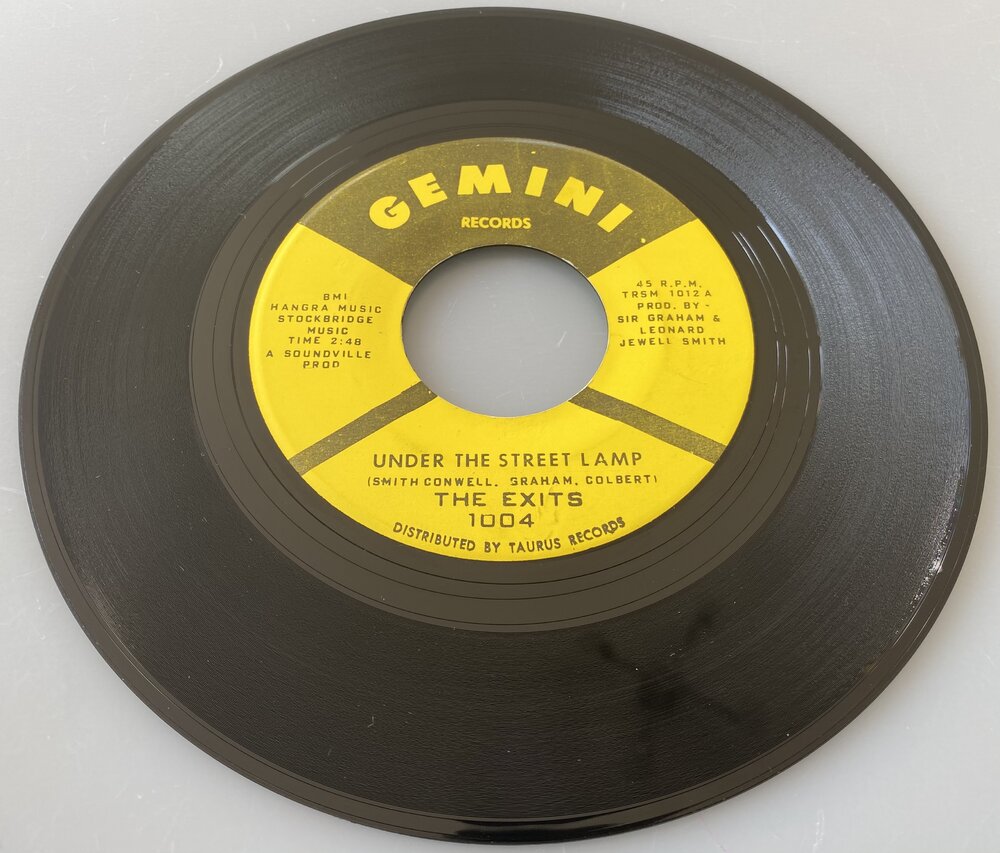 GEMINI
RECORDS
BMI
HANGRA MUSIC
STOCKBRIDGE
MUSIC
TIME 2:48
A SOUNDVILLE
PROD
45 R.P.M.
TRSM 1012 A
PROD. BY -
SIR GRAHAM &
LEONARD
JEWELL SMITH
UNDER THE STREET LAMP
(SMITH CONWELL, GRAHAM, COLBERT)
THE EXITS
1004
DISTRIBUTED BY TAURUS RECORDS